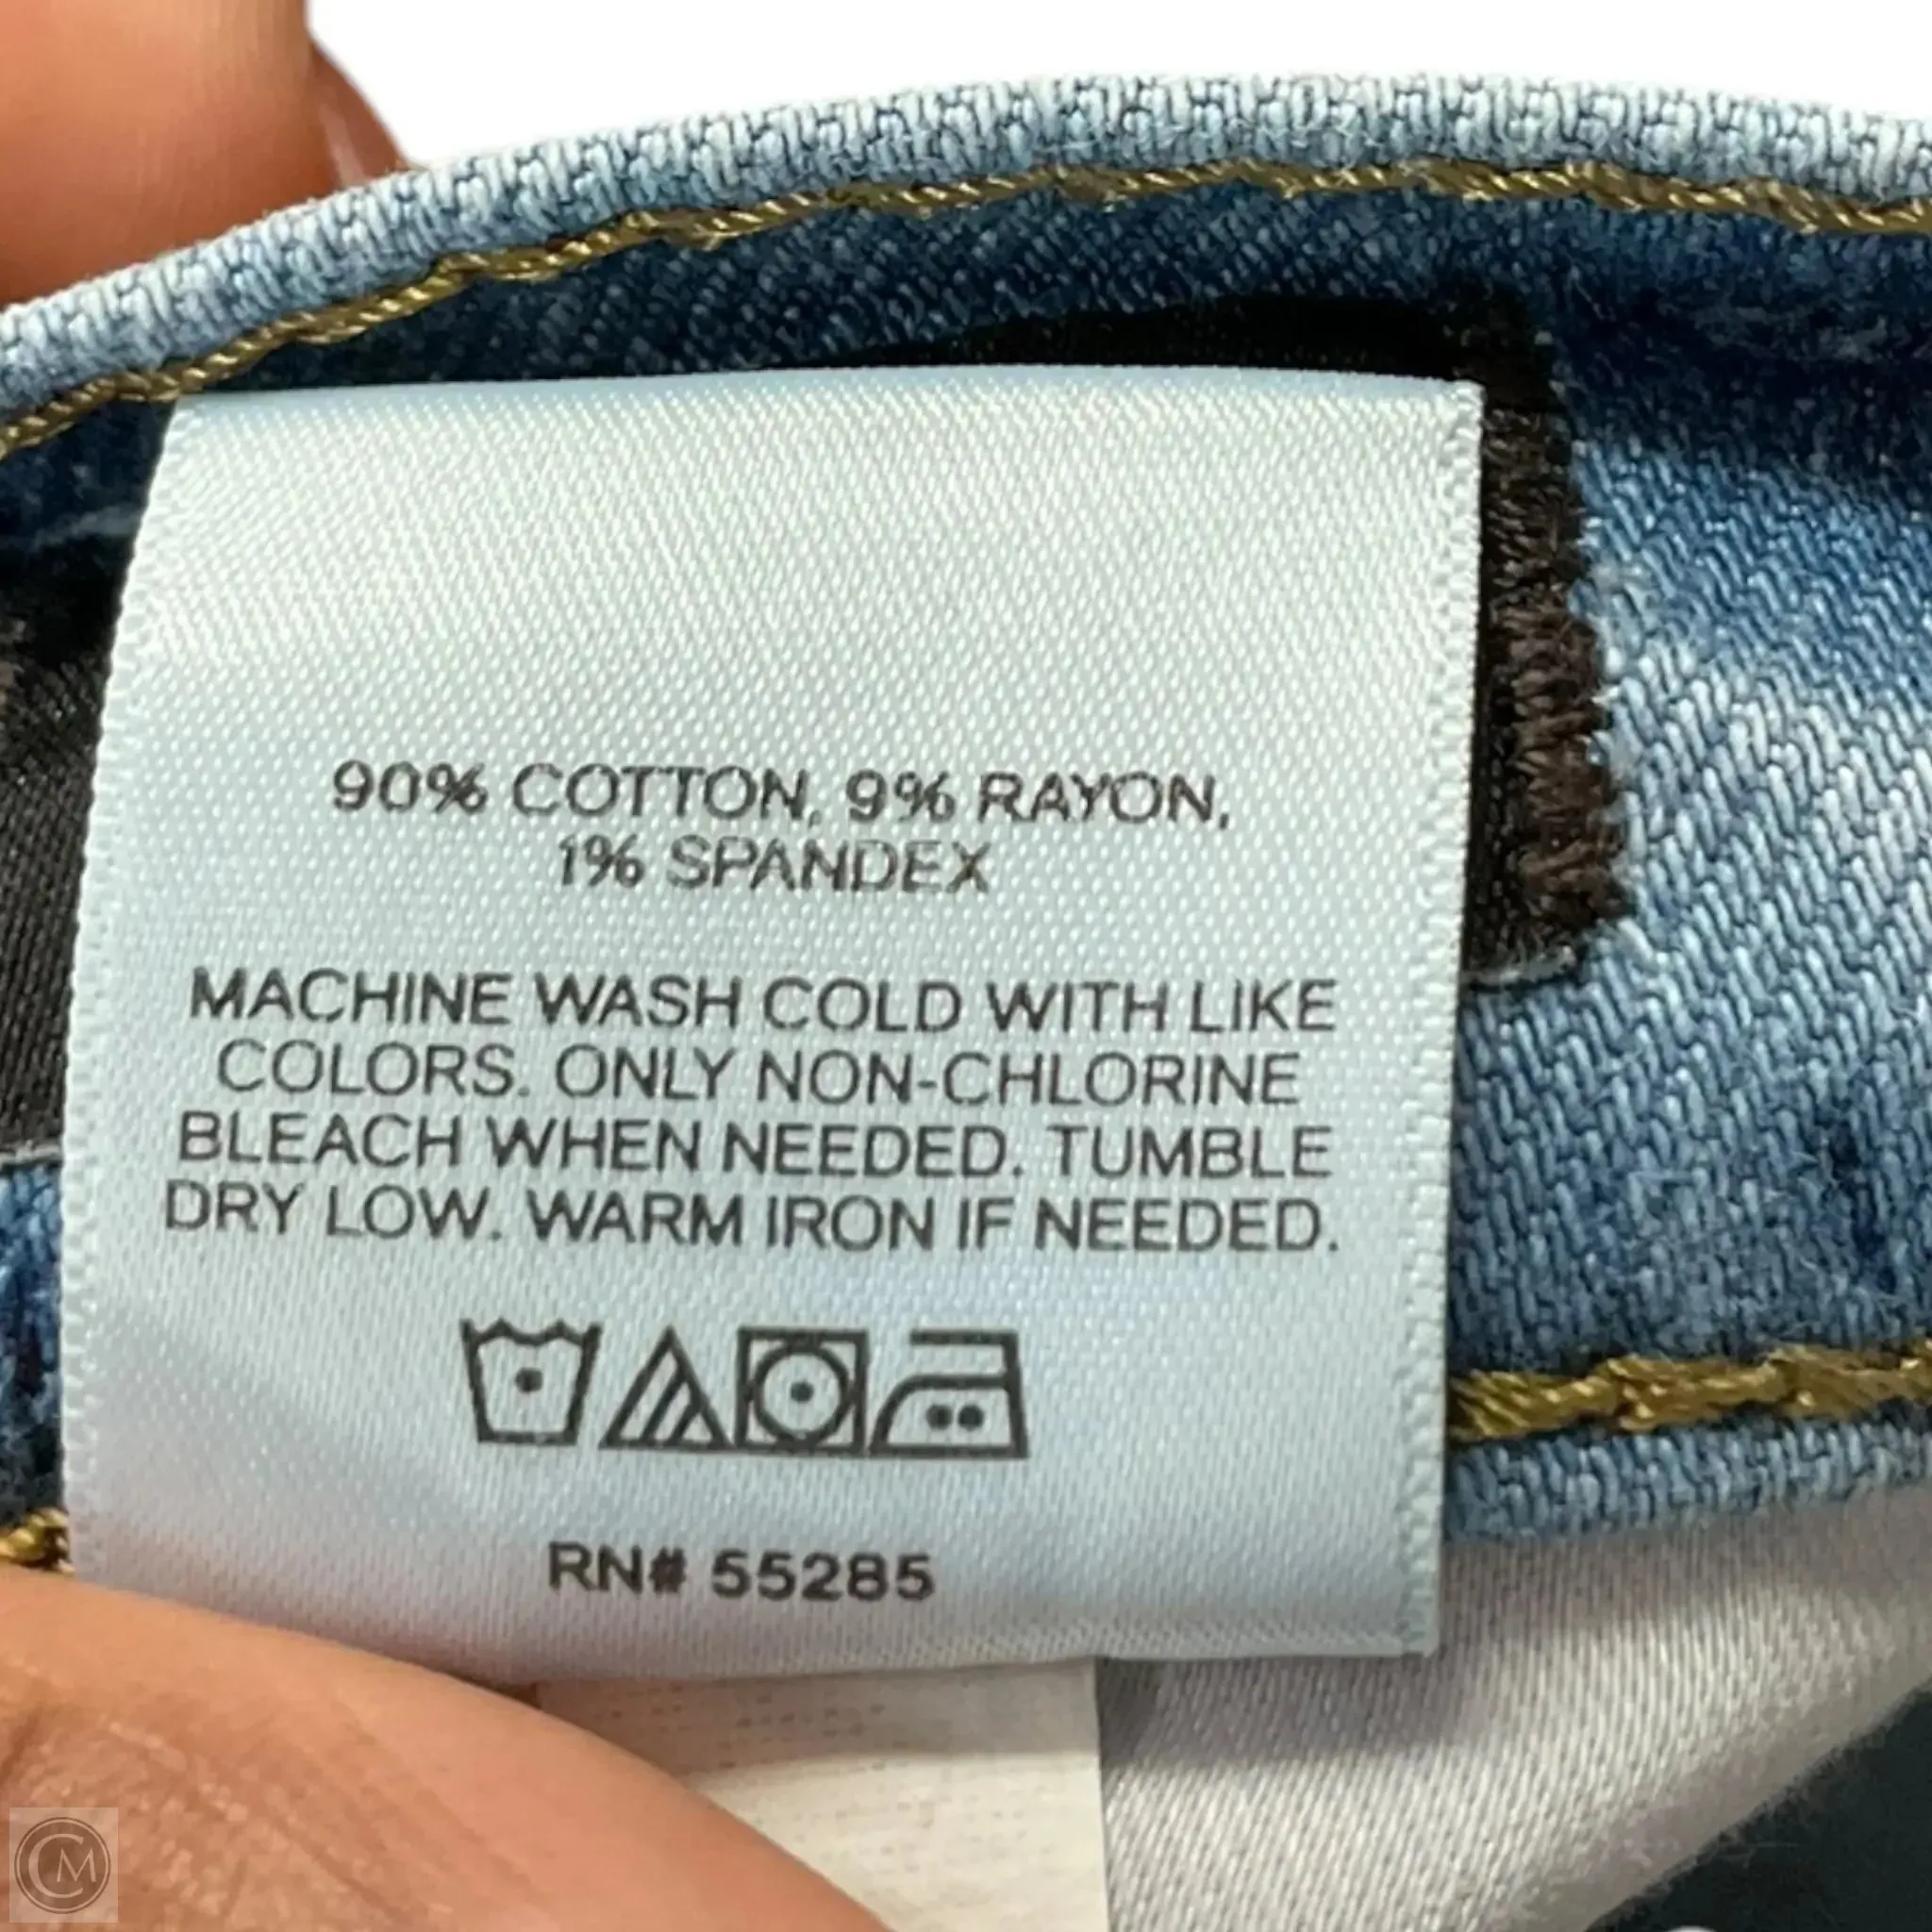 90% COTTON, 9% RAYON,
1% SPANDEX
MACHINE WASH COLD WITH LIKE
COLORS. ONLY NON-CHLORINE
BLEACH WHEN NEEDED. TUMBLE
DRY LOW. WARM IRON IF NEEDED.
RN# 55285
CM